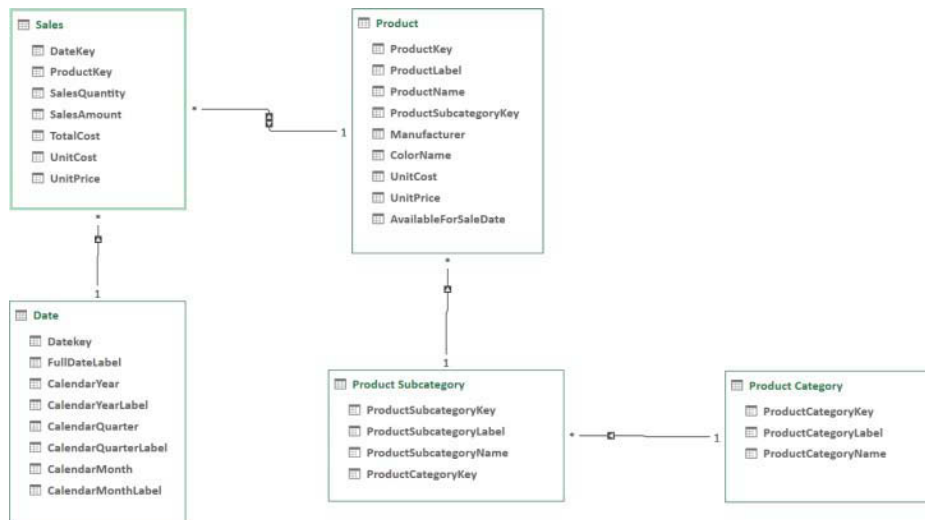 Sales
DateKey
ProductKey
SalesQuantity
SalesAmount
TotalCost
UnitCost
UnitPrice
*
1
Product
ProductKey
ProductLabel
ProductName
ProductSubcategoryKey
Manufacturer
ColorName
UnitCost
UnitPrice
AvailableForSaleDate
*
1
*
1
Date
Datekey
FullDateLabel
CalendarYear
CalendarYearLabel
CalendarQuarter
CalendarQuarterLabel
CalendarMonth
CalendarMonthLabel
Product Subcategory
ProductSubcategoryKey
ProductSubcategoryLabel
ProductSubcategoryName
ProductCategoryKey
*
1
Product Category
ProductCategoryKey
ProductCategoryLabel
ProductCategoryName